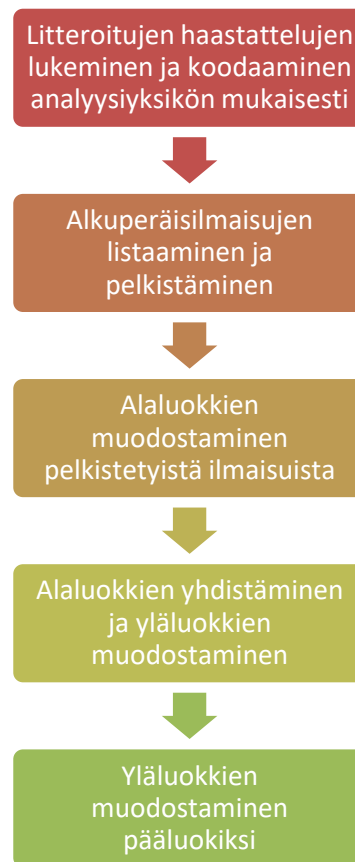 Litteroitujen haastattelujen
lukeminen ja koodaaminen
analyysiyksikön mukaisesti
Alkuperäisilmaisujen
listaaminen ja
pelkistäminen
Alaluokkien
muodostaminen
pelkistetyistä ilmaisuista
Alaluokkien yhdistäminen
ja yläluokkien
muodostaminen
Yläluokkien
muodostaminen
pääluokiksi